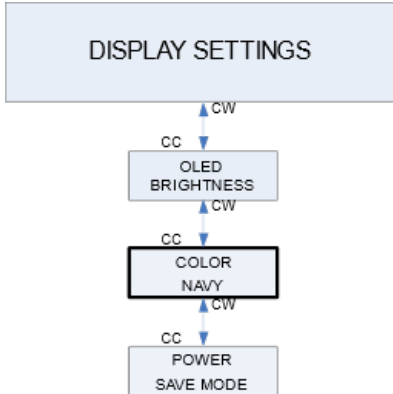 DISPLAY SETTINGS
CW
CC
OLED
BRIGHTNESS
CW
CC
COLOR
NAVY
CW
CC
POWER
SAVE MODE